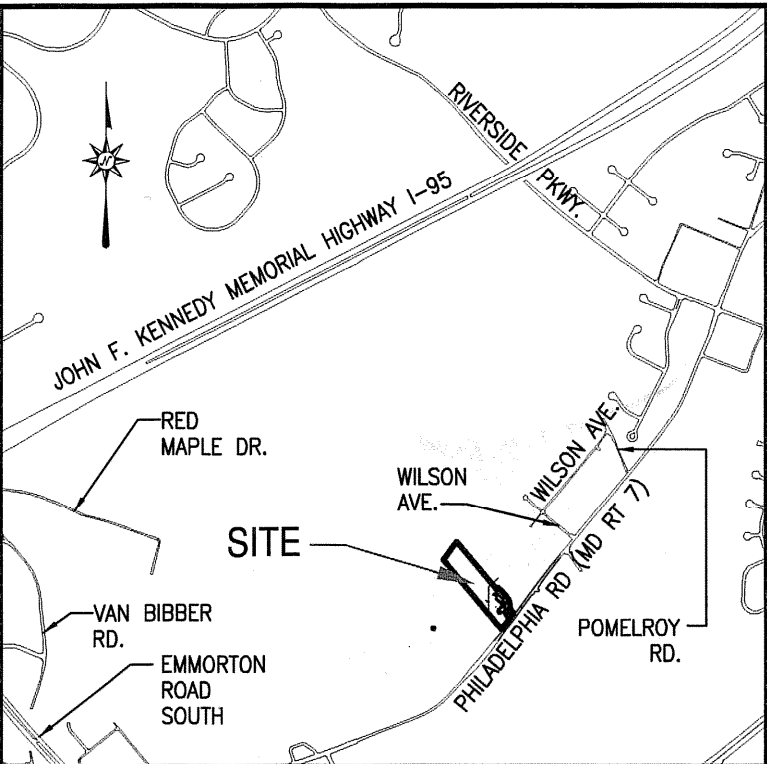 RIVERSIDE
PKWY.
N
JOHN F. KENNEDY MEMORIAL HIGHWAY I-95
RED
MAPLE DR.
WILSON AVE.
WILSON
AVE.
SITE
PHILADELPHIA RD (MD RT 7)
VAN BIBBER
RD.
POMELROY
RD.
EMMORTON
ROAD
SOUTH